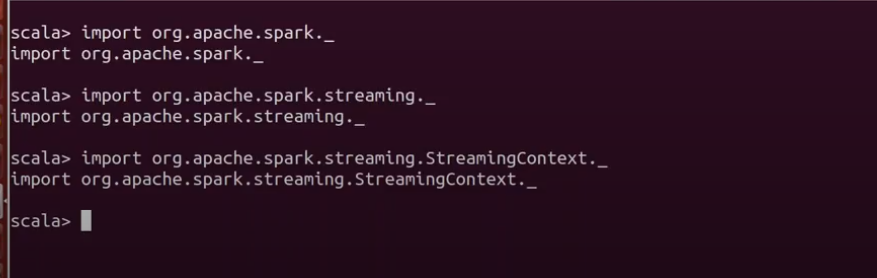 scala> import org.apache.spark._
import org.apache.spark._
scala> import org.apache.spark.streaming._
import org.apache.spark.streaming._
scala> import org.apache.spark.streaming.StreamingContext._
import org.apache.spark.streaming.StreamingContext._
scala>